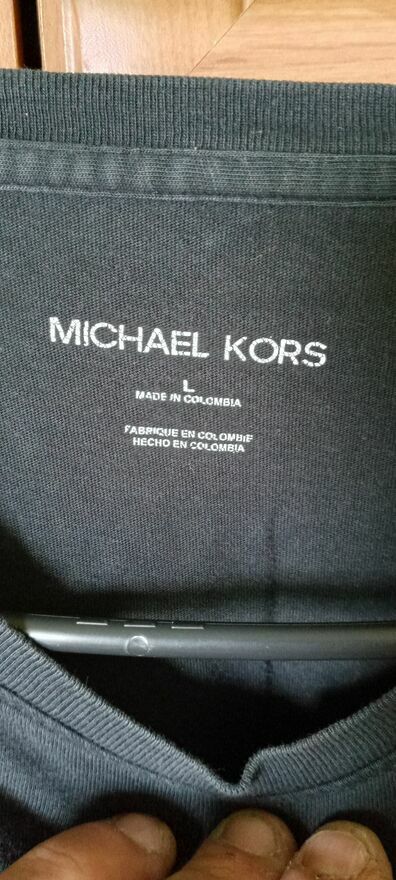 MICHAEL KORS
L
MADE IN COLOMBIA
FABRIQUE EN COLOMBIE
HECHO EN COLOMBIA